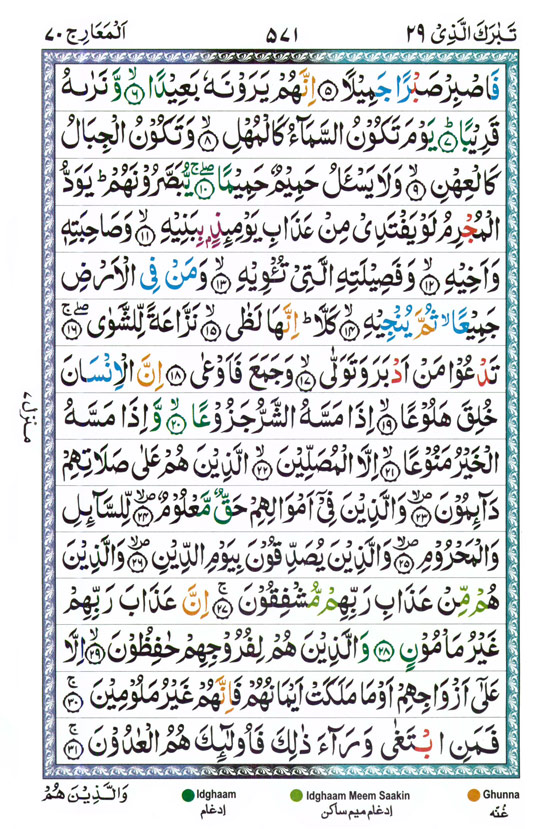 تَبٰرَكَ الَّذِىْ ٢٩ ٥٧١ اَلْمَعَارِج ٧٠
فَاصْبِرْ صَبْرًا جَمِيْلًا ۝٥ اِنَّهُمْ يَرَوْنَهٗ بَعِيْدًا ۙ‏۝٦ وَّ نَرٰىهُ
قَرِيْبًا ؕ‏۝٧ يَوْمَ تَكُوْنُ السَّمَآءُ كَالْمُهْلِ ۙ‏۝٨ وَ تَكُوْنُ الْجِبَالُ
كَالْعِهْنِ ۙ‏۝٩ وَلَا يَسْـَٔلُ حَمِيْمٌ حَمِيْمًا ۖۚ‏۝١٠ يُّبَصَّرُوْنَهُمْ ؕ يَوَدُّ
الْمُجْرِمُ لَوْ يَفْتَدِىْ مِنْ عَذَابِ يَوْمِئِذٍۢ بِبَنِيْهِ ۙ‏۝١١ وَ صَاحِبَتِهٖ
وَ اَخِيْهِ ۙ‏۝١٢ وَ فَصِيْلَتِهِ الَّتِىْ تُـْٔوِيْهِ ۙ‏۝١٣ وَ مَنْ فِى الْاَرْضِ
جَمِيْعًا ۙ ثُمَّ يُنْجِيْهِ ۙ‏۝١٤ كَلَّا ؕ اِنَّهَا لَظٰى ۙ‏۝١٥ نَزَّاعَةً لِّلشَّوٰى ۖۚ‏۝١٦
تَدْعُوْا مَنْ اَدْبَرَ وَ تَوَلّٰى ۙ‏۝١٧ وَ جَمَعَ فَاَوْعٰى ۝١٨ اِنَّ الْاِنْسَانَ
خُلِقَ هَلُوْعًا ۙ‏۝١٩ اِذَا مَسَّهُ الشَّرُّ جَزُوْعًا ۙ‏۝٢٠ وَّ اِذَا مَسَّهُ
الْخَيْرُ مَنُوْعًا ۙ‏۝٢١ اِلَّا الْمُصَلِّيْنَ ۙ‏۝٢٢ الَّذِيْنَ هُمْ عَلٰى صَلَاتِهِمْ
دَآئِمُوْنَ ۖ‏۝٢٣ وَ الَّذِيْنَ فِىْٓ اَمْوَالِهِمْ حَقٌّ مَّعْلُوْمٌ ۖ‏۝٢٤ لِّلسَّآئِلِ
وَ الْمَحْرُوْمِ ۖ‏۝٢٥ وَ الَّذِيْنَ يُصَدِّقُوْنَ بِيَوْمِ الدِّيْنِ ۖ‏۝٢٦ وَ الَّذِيْنَ
هُمْ مِّنْ عَذَابِ رَبِّهِمْ مُّشْفِقُوْنَ ۚ‏۝٢٧ اِنَّ عَذَابَ رَبِّهِمْ
غَيْرُ مَاْمُوْنٍ ۝٢٨ وَ الَّذِيْنَ هُمْ لِفُرُوْجِهِمْ حٰفِظُوْنَ ۙ‏۝٢٩ اِلَّا
عَلٰٓى اَزْوَاجِهِمْ اَوْ مَا مَلَكَتْ اَيْمَانُهُمْ فَاِنَّهُمْ غَيْرُ مَلُوْمِيْنَ ۚ‏۝٣٠
فَمَنِ ابْتَغٰى وَرَآءَ ذٰلِكَ فَاُولٰٓئِكَ هُمُ الْعٰدُوْنَ ۚ‏۝٣١
منزل ٧
وَالَّذِيْنَ هُمْ
Idghaam
إدغام
Idghaam Meem Saakin
إدغام ميم ساكن
Ghunna
غُنّه